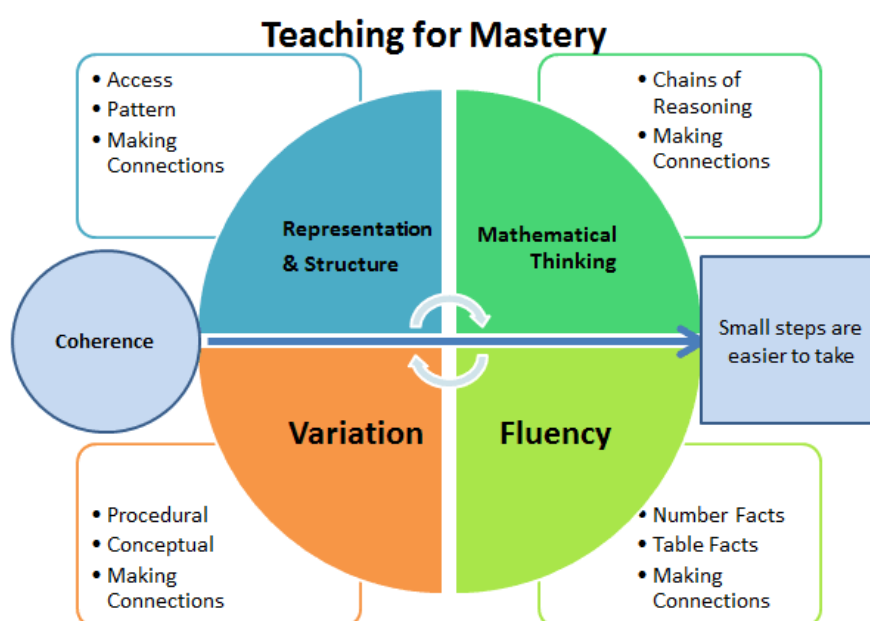 Teaching for Mastery
• Access
• Pattern
• Making
Connections
• Chains of
Reasoning
• Making
Connections
Representation
& Structure
Mathematical
Thinking
Coherence
Small steps are
easier to take
Variation
Fluency
• Procedural
• Conceptual
• Making
Connections
• Number Facts
• Table Facts
• Making
Connections